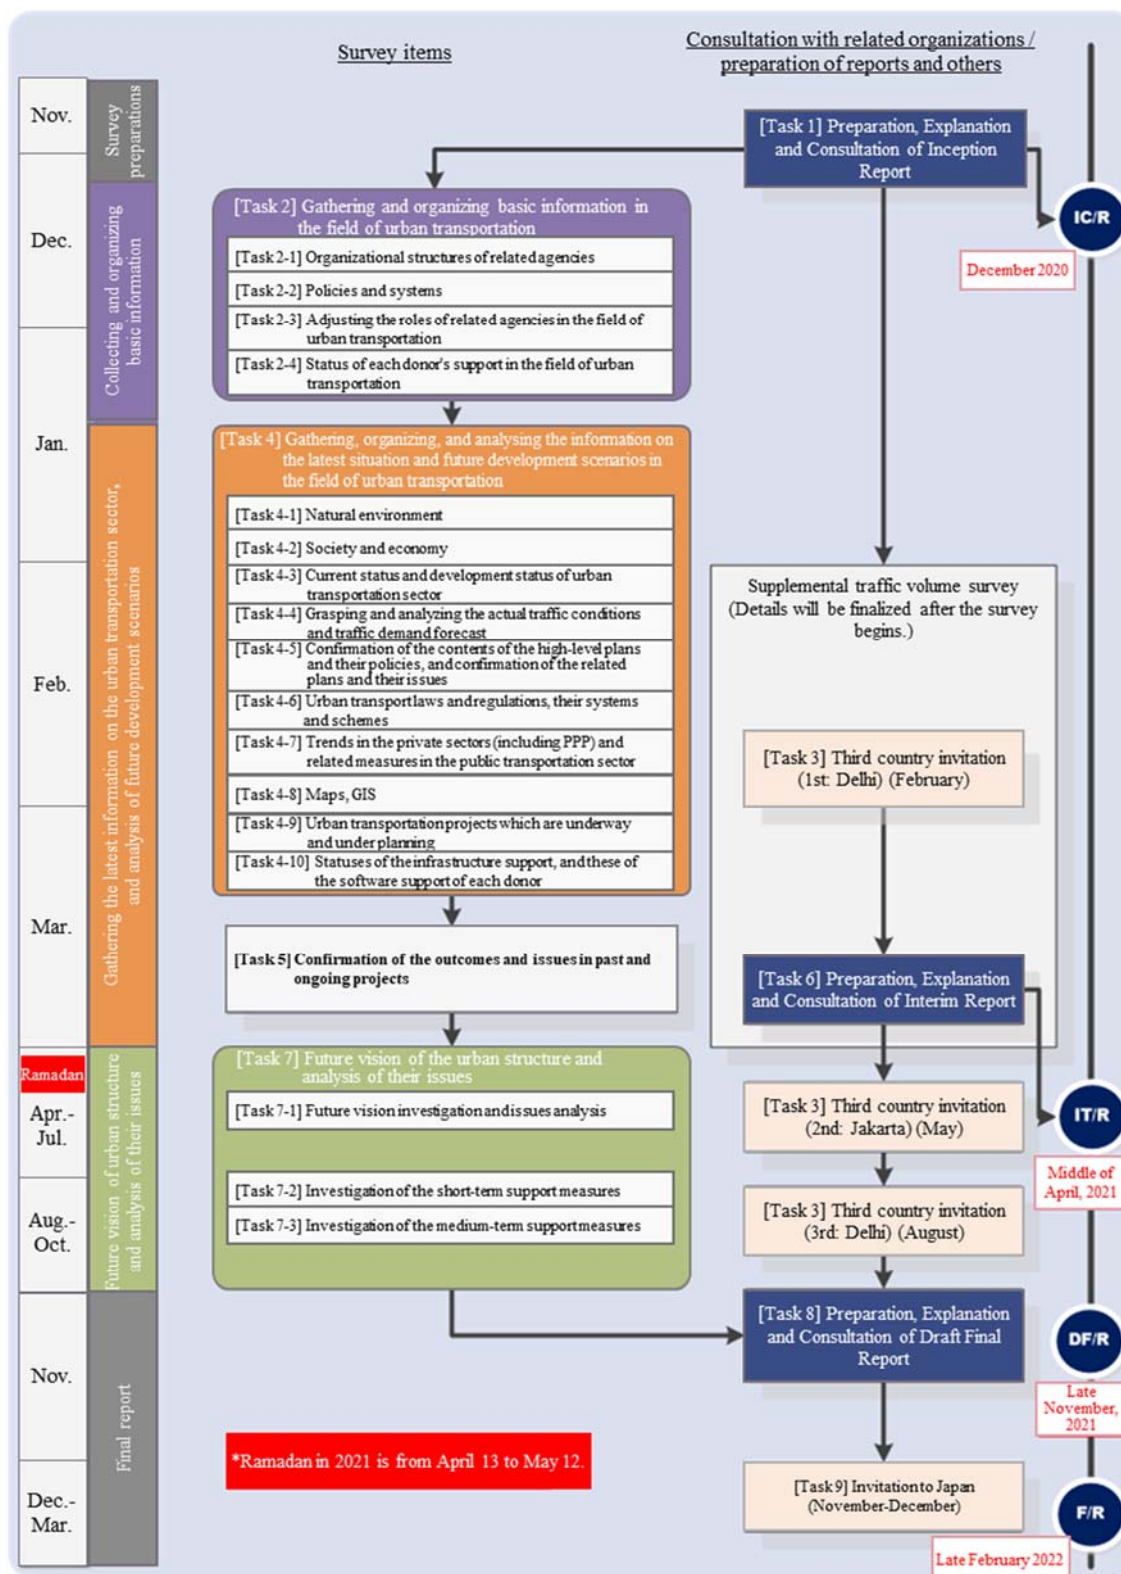 Survey items
Consultation with related organizations /
preparation of reports and others
Nov.
Dec.
Jan.
Feb.
Mar.
Ramadan
Apr.-
Jul.
Aug.-
Oct.
Nov.
Dec.-
Mar.
Survey
preparations
Collecting and organizing
basic information
Gathering the latest information on the urban transportation sector,
and analysis of future development scenarios
Future vision of urban structure
and analysis of their issues
Final report
[Task 2] Gathering and organizing basic information in
the field of urban transportation
[Task 2-1] Organizational structures of related agencies
[Task 2-2] Policies and systems
[Task 2-3] Adjusting the roles of related agencies in the field of
urban transportation
[Task 2-4] Status of each donor's support in the field of urban
transportation
[Task 4] Gathering, organizing, and analysing the information on
the latest situation and future development scenarios in
the field of urban transportation
[Task 4-1] Natural environment
[Task 4-2] Society and economy
[Task 4-3] Current status and development status of urban
transportation sector
[Task 4-4] Grasping and analyzing the actual traffic conditions
and traffic demand forecast
[Task 4-5] Confirmation of the contents of the high-level plans
and their policies, and confirmation of the related
plans and their issues
[Task 4-6] Urban transport laws and regulations, their systems
and schemes
[Task 4-7] Trends in the private sectors (including PPP) and
related measures in the public transportation sector
[Task 4-8] Maps, GIS
[Task 4-9] Urban transportation projects which are underway
and under planning
[Task 4-10] Statuses of the infrastructure support, and these of
the software support of each donor
[Task 5] Confirmation of the outcomes and issues in past and
ongoing projects
[Task 7] Future vision of the urban structure and
analysis of their issues
[Task 7-1] Future vision investigation and issues analysis
[Task 7-2] Investigation of the short-term support measures
[Task 7-3] Investigation of the medium-term support measures
*Ramadan in 2021 is from April 13 to May 12.
[Task 1] Preparation, Explanation
and Consultation of Inception
Report
Supplemental traffic volume survey
(Details will be finalized after the survey
begins.)
[Task 3] Third country invitation
(1st: Delhi) (February)
[Task 6] Preparation, Explanation
and Consultation of Interim Report
[Task 3] Third country invitation
(2nd: Jakarta) (May)
[Task 3] Third country invitation
(3rd: Delhi) (August)
[Task 8] Preparation, Explanation
and Consultation of Draft Final
Report
[Task 9] Invitation to Japan
(November-December)
IC/R
December 2020
IT/R
Middle of
April, 2021
DF/R
Late
November,
2021
F/R
Late February 2022